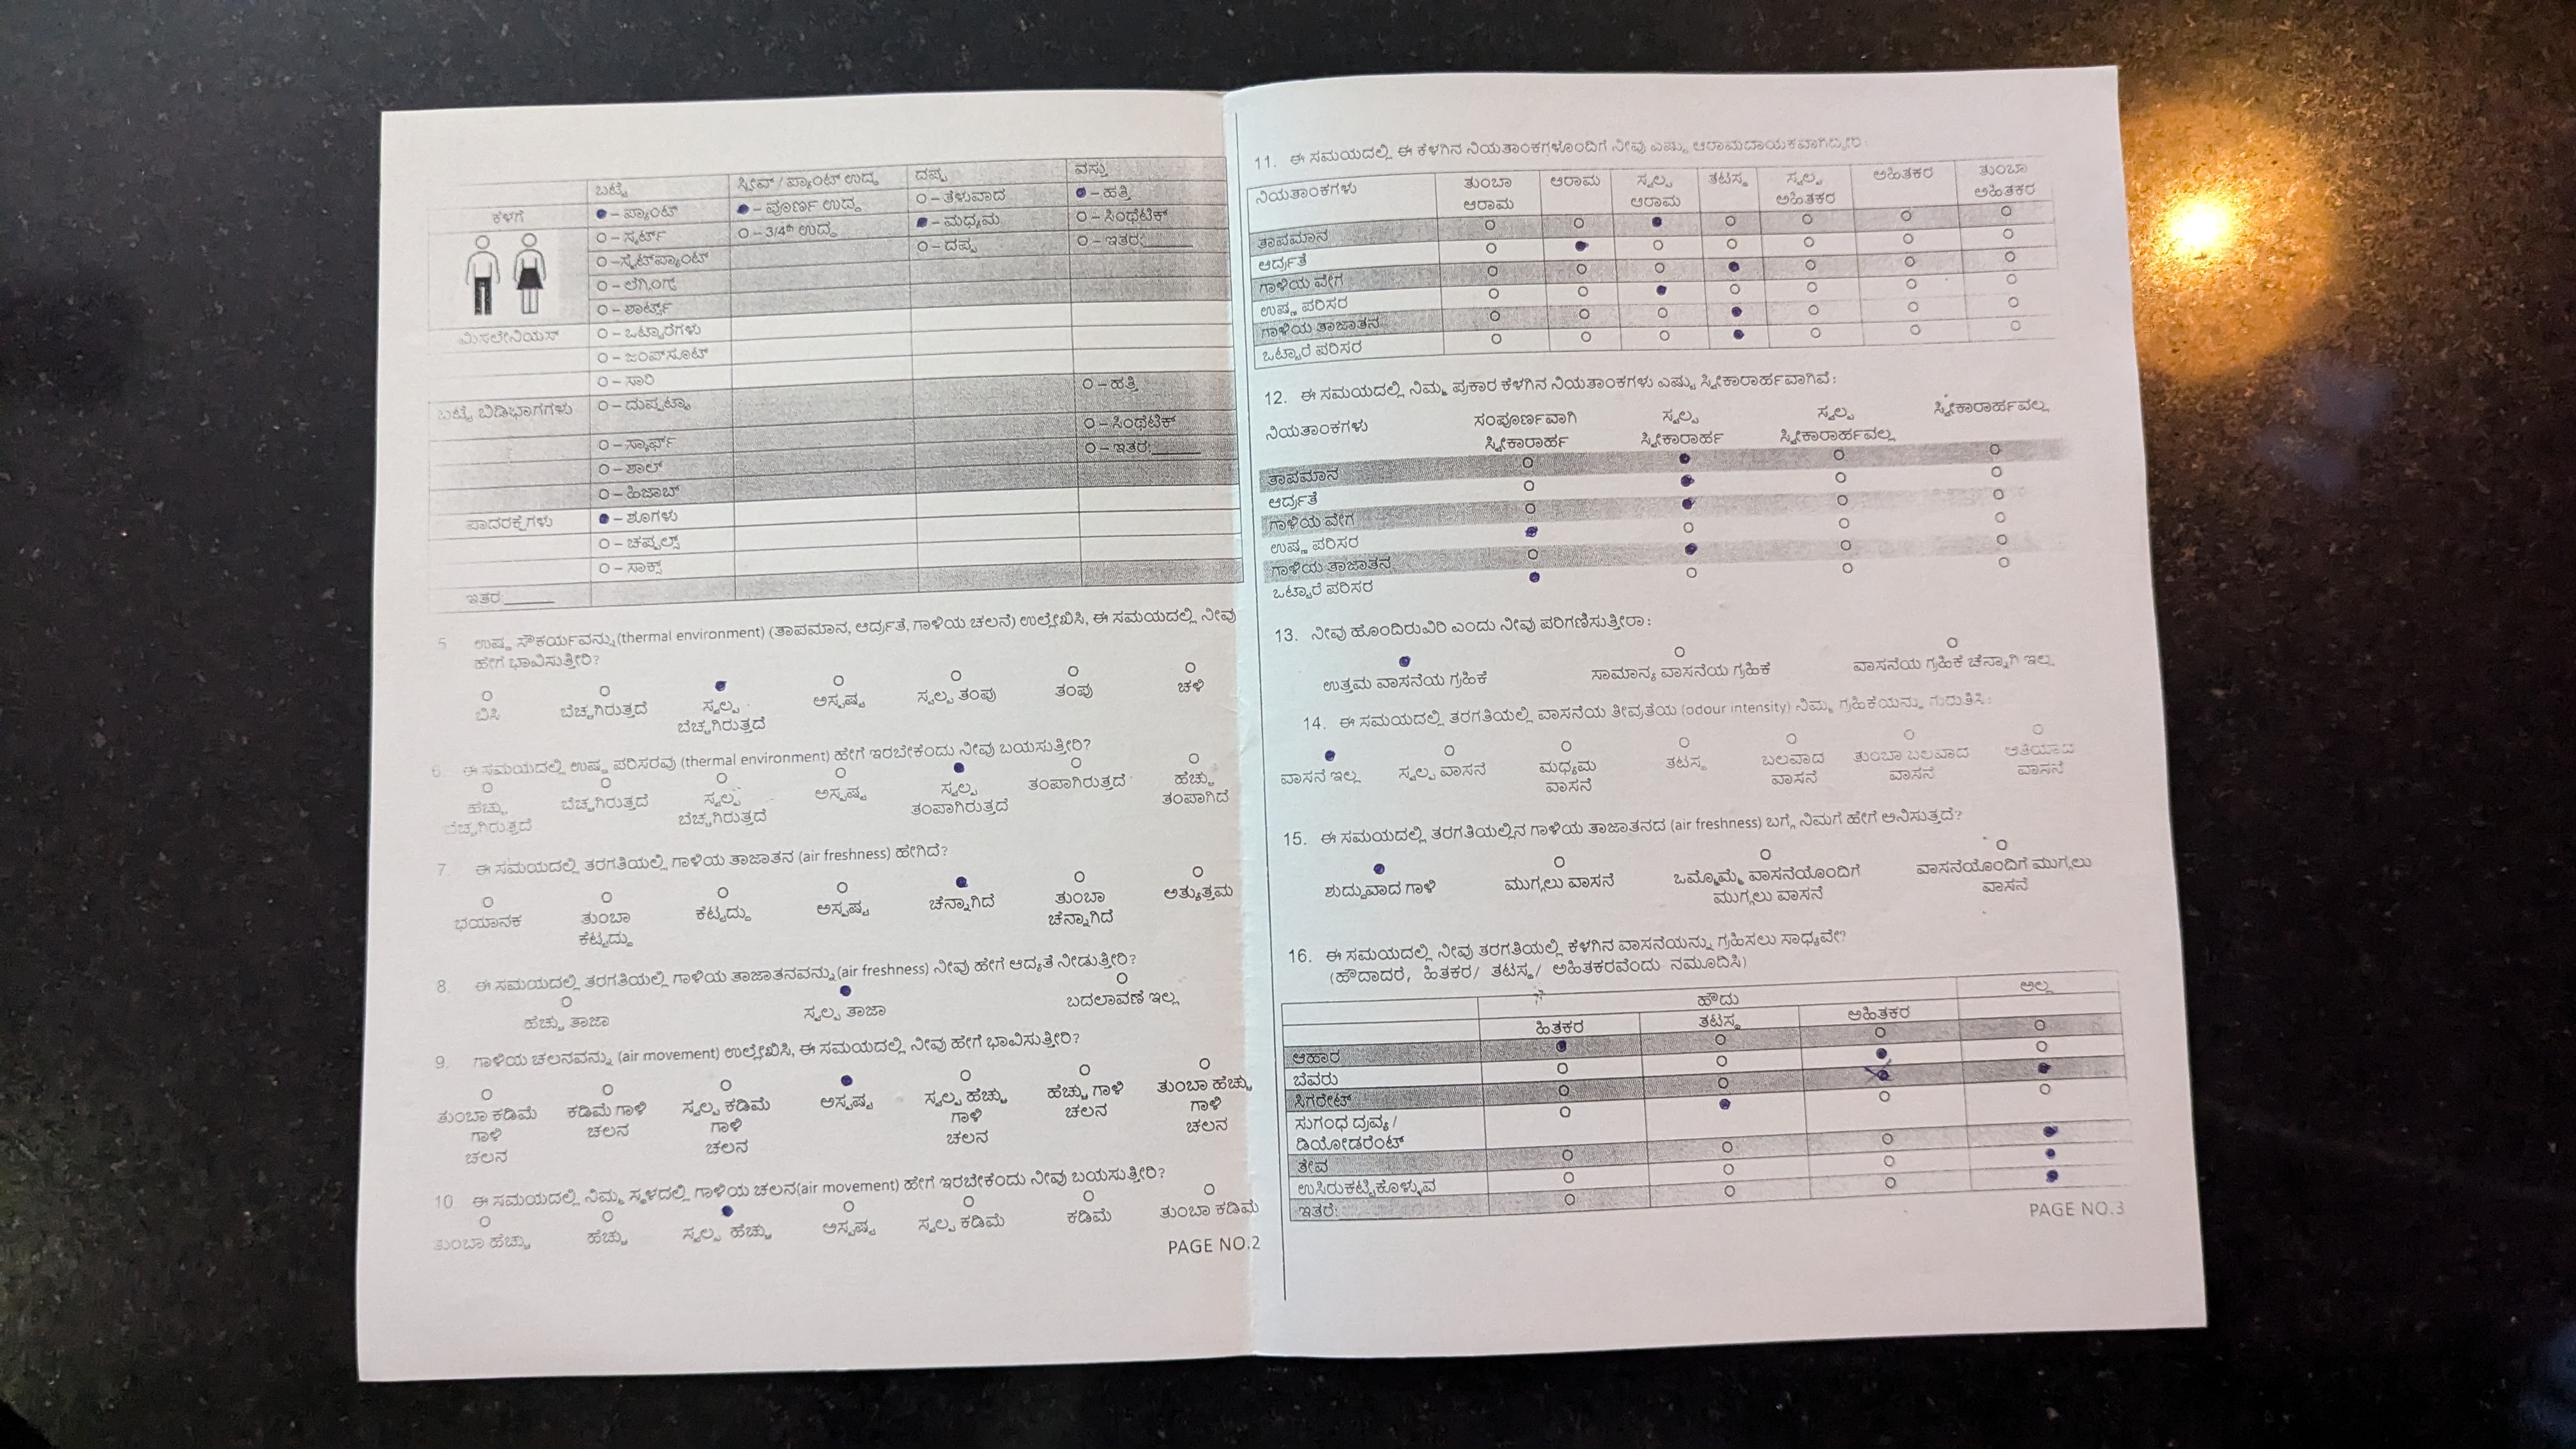 ಬಟ್ಟೆ ಸ್ಲೀವ್ / ಪ್ಯಾಂಟ್ ಉದ್ದ ದಪ್ಪ ವಸ್ತು
ಕೆಳಗೆ ● – ಪ್ಯಾಂಟ್ ● – ಪೂರ್ಣ ಉದ್ದ O – ತೆಳುವಾದ ● – ಹತ್ತಿ
O – ಸ್ಕರ್ಟ್ O – 3/4th ಉದ್ದ ● – ಮಧ್ಯಮ O – ಸಿಂಥೆಟಿಕ್
O – ಸ್ವೆಟ್‌ಪ್ಯಾಂಟ್ O – ದಪ್ಪ O – ಇತರ:______
O – ಲೆಗ್ಗಿಂಗ್ಸ್
O – ಶಾರ್ಟ್ಸ್
ಮಿಸಲೇನಿಯಸ್ O – ಒಟ್ಟಾರೆಗಳು
O – ಜಂಪ್‌ಸೂಟ್
O – ಸಾರಿ O – ಹತ್ತಿ
ಬಟ್ಟೆ ಬಿಡಿಭಾಗಗಳು O – ದುಪ್ಪಟ್ಟಾ O – ಸಿಂಥೆಟಿಕ್
O – ಸ್ಕಾರ್ಫ್ O – ಇತರ:______
O – ಶಾಲ್
O – ಹಿಜಾಬ್
ಪಾದರಕ್ಷೆಗಳು ● – ಶೂಗಳು
O – ಚಪ್ಪಲ್ಸ್
O – ಸಾಕ್ಸ್
ಇತರ:______
5 ಉಷ್ಣ ಸೌಕರ್ಯವನ್ನು (thermal environment) (ತಾಪಮಾನ, ಆರ್ದ್ರತೆ, ಗಾಳಿಯ ಚಲನೆ) ಉಲ್ಲೇಖಿಸಿ, ಈ ಸಮಯದಲ್ಲಿ ನೀವು
ಹೇಗೆ ಭಾವಿಸುತ್ತೀರಿ?
ಬಿಸಿ ಬೆಚ್ಚಗಿರುತ್ತದೆ ಸ್ವಲ್ಪ ಅಸ್ಪಷ್ಟ ಸ್ವಲ್ಪ ತಂಪು ತಂಪು ಚಳಿ
ಬೆಚ್ಚಗಿರುತ್ತದೆ
6. ಈ ಸಮಯದಲ್ಲಿ ಉಷ್ಣ ಪರಿಸರವು (thermal environment) ಹೇಗೆ ಇರಬೇಕೆಂದು ನೀವು ಬಯಸುತ್ತೀರಿ?
ಹೆಚ್ಚು ಬೆಚ್ಚಗಿರುತ್ತದೆ ಸ್ವಲ್ಪ ಅಸ್ಪಷ್ಟ ಸ್ವಲ್ಪ ತಂಪಾಗಿರುತ್ತದೆ ಹೆಚ್ಚು
ಬೆಚ್ಚಗಿರುತ್ತದೆ ಬೆಚ್ಚಗಿರುತ್ತದೆ ತಂಪಾಗಿರುತ್ತದೆ ತಂಪಾಗಿದೆ
7. ಈ ಸಮಯದಲ್ಲಿ ತರಗತಿಯಲ್ಲಿ ಗಾಳಿಯ ತಾಜಾತನ (air freshness) ಹೇಗಿದೆ?
ಭಯಾನಕ ತುಂಬಾ ಕೆಟ್ಟದ್ದು ಅಸ್ಪಷ್ಟ ಚೆನ್ನಾಗಿದೆ ತುಂಬಾ ಅತ್ಯುತ್ತಮ
ಕೆಟ್ಟದ್ದು ಚೆನ್ನಾಗಿದೆ
8. ಈ ಸಮಯದಲ್ಲಿ ತರಗತಿಯಲ್ಲಿ ಗಾಳಿಯ ತಾಜಾತನವನ್ನು (air freshness) ನೀವು ಹೇಗೆ ಆದ್ಯತೆ ನೀಡುತ್ತೀರಿ?
ಹೆಚ್ಚು ತಾಜಾ ಸ್ವಲ್ಪ ತಾಜಾ ಬದಲಾವಣೆ ಇಲ್ಲ
9. ಗಾಳಿಯ ಚಲನವನ್ನು (air movement) ಉಲ್ಲೇಖಿಸಿ, ಈ ಸಮಯದಲ್ಲಿ ನೀವು ಹೇಗೆ ಭಾವಿಸುತ್ತೀರಿ?
ತುಂಬಾ ಕಡಿಮೆ ಕಡಿಮೆ ಗಾಳಿ ಸ್ವಲ್ಪ ಕಡಿಮೆ ಅಸ್ಪಷ್ಟ ಸ್ವಲ್ಪ ಹೆಚ್ಚು ಹೆಚ್ಚು ಗಾಳಿ ತುಂಬಾ ಹೆಚ್ಚು
ಗಾಳಿ ಚಲನ ಗಾಳಿ ಗಾಳಿ ಚಲನ ಗಾಳಿ
ಚಲನ ಚಲನ ಚಲನ ಚಲನ
10 ಈ ಸಮಯದಲ್ಲಿ ನಿಮ್ಮ ಸ್ಥಳದಲ್ಲಿ ಗಾಳಿಯ ಚಲನ(air movement) ಹೇಗೆ ಇರಬೇಕೆಂದು ನೀವು ಬಯಸುತ್ತೀರಿ?
ತುಂಬಾ ಹೆಚ್ಚು ಹೆಚ್ಚು ಸ್ವಲ್ಪ ಹೆಚ್ಚು ಅಸ್ಪಷ್ಟ ಸ್ವಲ್ಪ ಕಡಿಮೆ ಕಡಿಮೆ ತುಂಬಾ ಕಡಿಮೆ
PAGE NO.2
11. ಈ ಸಮಯದಲ್ಲಿ ಈ ಕೆಳಗಿನ ನಿಯತಾಂಕಗಳೊಂದಿಗೆ ನೀವು ಎಷ್ಟು ಆರಾಮದಾಯಕವಾಗಿದ್ದೀರಿ:
ನಿಯತಾಂಕಗಳು ತುಂಬಾ ಆರಾಮ ಸ್ವಲ್ಪ ತಟಸ್ಥ ಸ್ವಲ್ಪ ಅಹಿತಕರ ತುಂಬಾ
ಆರಾಮ ಆರಾಮ ಅಹಿತಕರ ಅಹಿತಕರ
ತಾಪಮಾನ
ಆರ್ದ್ರತೆ
ಗಾಳಿಯ ವೇಗ
ಉಷ್ಣ ಪರಿಸರ
ಗಾಳಿಯ ತಾಜಾತನ
ಒಟ್ಟಾರೆ ಪರಿಸರ
12. ಈ ಸಮಯದಲ್ಲಿ ನಿಮ್ಮ ಪ್ರಕಾರ ಕೆಳಗಿನ ನಿಯತಾಂಕಗಳು ಎಷ್ಟು ಸ್ವೀಕಾರಾರ್ಹವಾಗಿವೆ:
ನಿಯತಾಂಕಗಳು ಸಂಪೂರ್ಣವಾಗಿ ಸ್ವಲ್ಪ ಸ್ವಲ್ಪ ಸ್ವೀಕಾರಾರ್ಹವಲ್ಲ
ಸ್ವೀಕಾರಾರ್ಹ ಸ್ವೀಕಾರಾರ್ಹ ಸ್ವೀಕಾರಾರ್ಹವಲ್ಲ
ತಾಪಮಾನ
ಆರ್ದ್ರತೆ
ಗಾಳಿಯ ವೇಗ
ಉಷ್ಣ ಪರಿಸರ
ಗಾಳಿಯ ತಾಜಾತನ
ಒಟ್ಟಾರೆ ಪರಿಸರ
13. ನೀವು ಹೊಂದಿರುವಿರಿ ಎಂದು ನೀವು ಪರಿಗಣಿಸುತ್ತೀರಾ:
ಉತ್ತಮ ವಾಸನೆಯ ಗ್ರಹಿಕೆ ಸಾಮಾನ್ಯ ವಾಸನೆಯ ಗ್ರಹಿಕೆ ವಾಸನೆಯ ಗ್ರಹಿಕೆ ಚೆನ್ನಾಗಿ ಇಲ್ಲ
14. ಈ ಸಮಯದಲ್ಲಿ ತರಗತಿಯಲ್ಲಿ ವಾಸನೆಯ ತೀವ್ರತೆಯ (odour intensity) ನಿಮ್ಮ ಗ್ರಹಿಕೆಯನ್ನು ಗುರುತಿಸಿ:
ವಾಸನೆ ಇಲ್ಲ ಸ್ವಲ್ಪ ವಾಸನೆ ಮಧ್ಯಮ ತಟಸ್ಥ ಬಲವಾದ ತುಂಬಾ ಬಲವಾದ ಅತಿಯಾದ
ವಾಸನೆ ವಾಸನೆ ವಾಸನೆ ವಾಸನೆ
15. ಈ ಸಮಯದಲ್ಲಿ ತರಗತಿಯಲ್ಲಿನ ಗಾಳಿಯ ತಾಜಾತನದ (air freshness) ಬಗ್ಗೆ ನಿಮಗೆ ಹೇಗೆ ಅನಿಸುತ್ತದೆ?
ಶುದ್ಧವಾದ ಗಾಳಿ ಮುಗ್ಗಲು ವಾಸನೆ ಒಮ್ಮೊಮ್ಮೆ ವಾಸನೆಯೊಂದಿಗೆ ವಾಸನೆಯೊಂದಿಗೆ ಮುಗ್ಗಲು
ಮುಗ್ಗಲು ವಾಸನೆ ವಾಸನೆ
16. ಈ ಸಮಯದಲ್ಲಿ ನೀವು ತರಗತಿಯಲ್ಲಿ ಕೆಳಗಿನ ವಾಸನೆಯನ್ನು ಗ್ರಹಿಸಲು ಸಾಧ್ಯವೇ?
(ಹೌದಾದರೆ, ಹಿತಕರ/ ತಟಸ್ಥ/ ಅಹಿತಕರವೆಂದು ನಮೂದಿಸಿ)
ಹೌದು ಅಲ್ಲ
ಹಿತಕರ ತಟಸ್ಥ ಅಹಿತಕರ
ಆಹಾರ
ಬೆವರು
ಸಿಗರೇಟ್
ಸುಗಂಧ ದ್ರವ್ಯ /
ಡಿಯೋಡರೆಂಟ್
ತೇವ
ಉಸಿರುಕಟ್ಟಿಕೊಳ್ಳುವ
ಇತರೆ:
PAGE NO.3